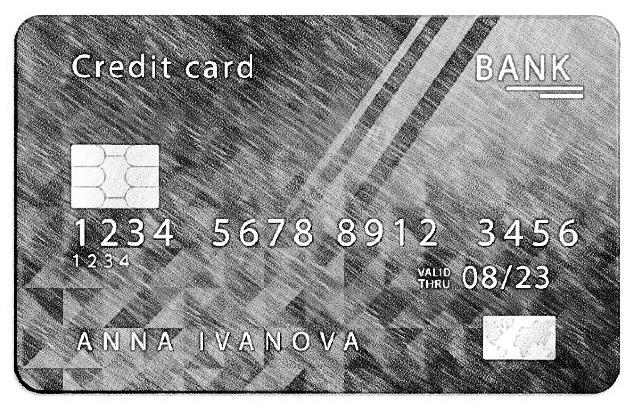 Credit card
BANK
1234 5678 8912 3456
1234
VALID THRU 08/23
ANNA IVANOVA